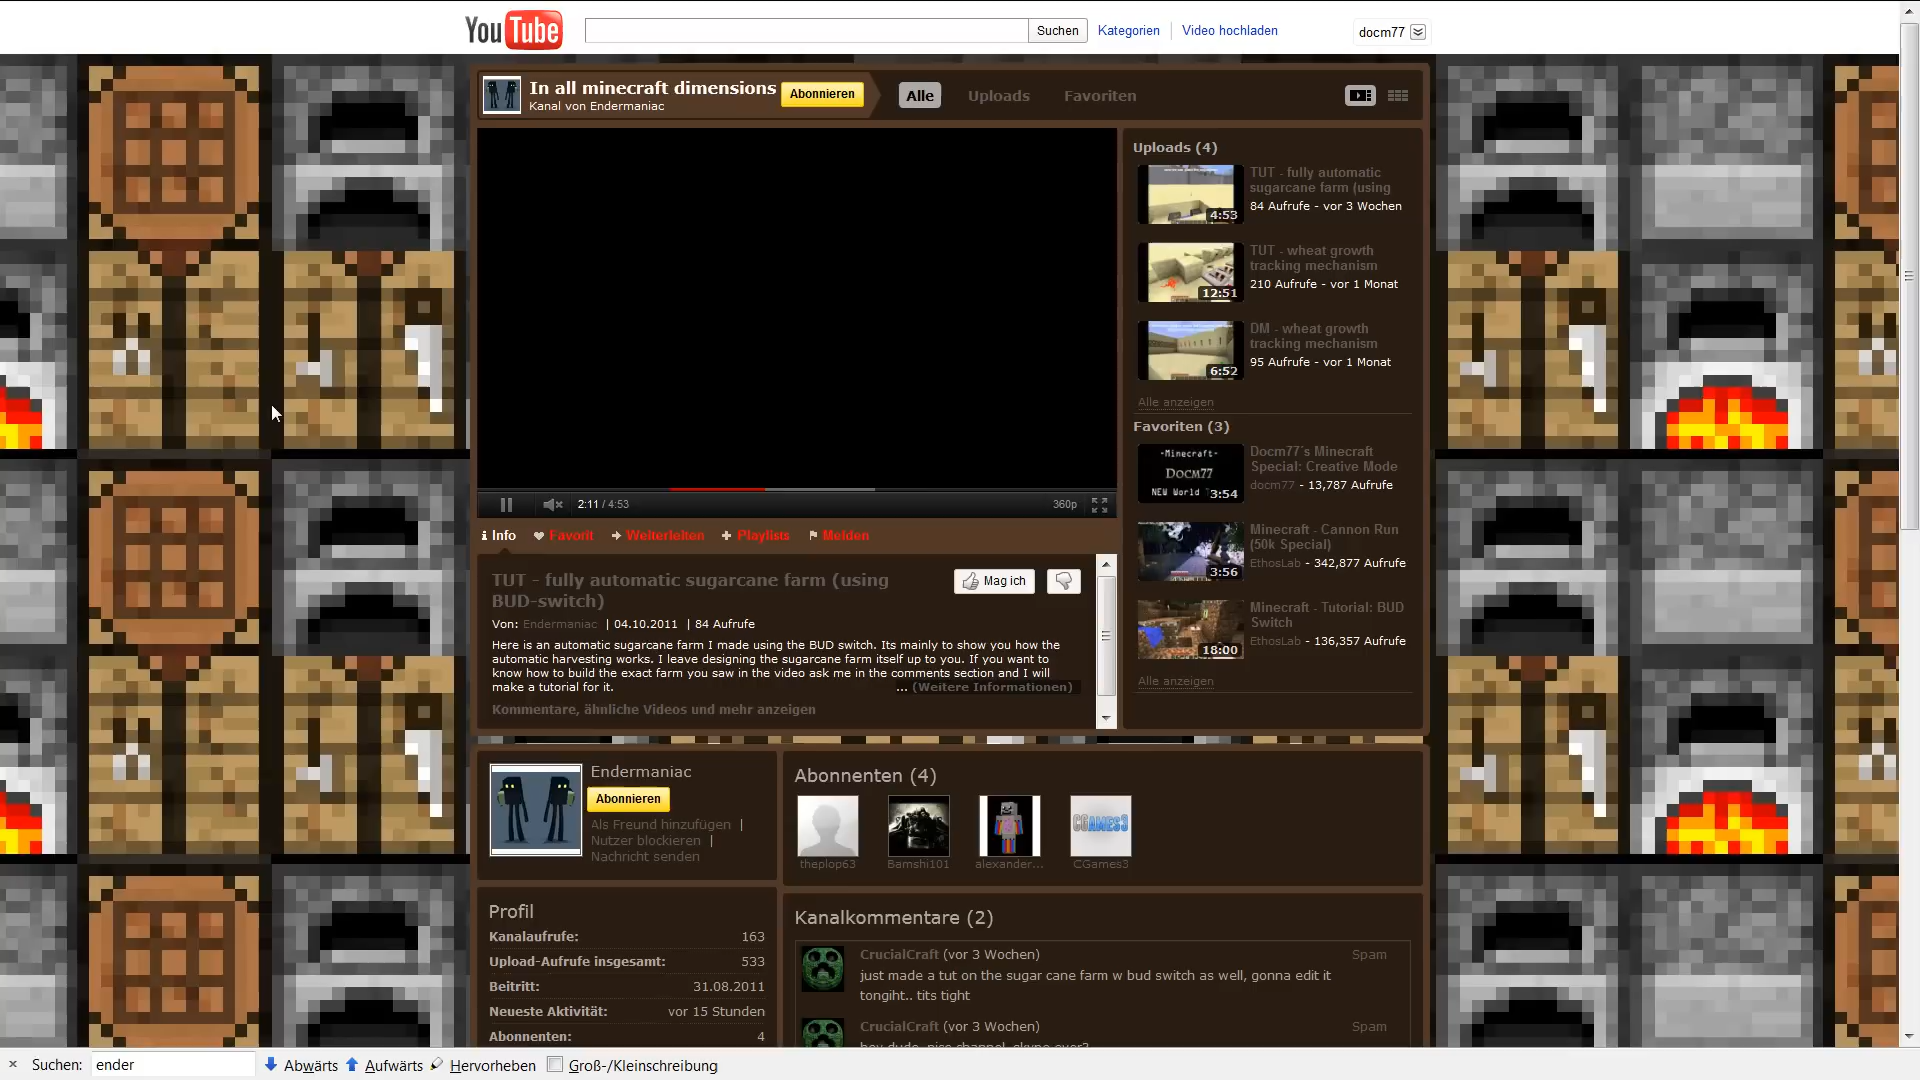 YouTube
Suchen
Kategorien
Video hochladen
docm77
In all minecraft dimensions
Kanal von Endermaniac
Abonnieren
Alle
Uploads
Favoriten
Uploads (4)
TUT - fully automatic
sugarcane farm (using
84 Aufrufe - vor 3 Wochen
4:53
TUT - wheat growth
tracking mechanism
210 Aufrufe - vor 1 Monat
12:51
DM - wheat growth
tracking mechanism
95 Aufrufe - vor 1 Monat
6:52
Alle anzeigen
Favoriten (3)
-Minecraft-
DOCM77
NEW World
3:54
Docm77´s Minecraft
Special: Creative Mode
docm77 - 13,787 Aufrufe
Minecraft - Cannon Run
(50k Special)
EthosLab - 342,877 Aufrufe
3:56
Minecraft - Tutorial: BUD
Switch
EthosLab - 136,357 Aufrufe
18:00
Alle anzeigen
2:11 / 4:53
360p
Info
Favorit
Weiterleiten
Playlists
Melden
TUT - fully automatic sugarcane farm (using
BUD-switch)
Mag ich
Von: Endermaniac | 04.10.2011 | 84 Aufrufe
Here is an automatic sugarcane farm I made using the BUD switch. Its mainly to show you how the
automatic harvesting works. I leave designing the sugarcane farm itself up to you. If you want to
know how to build the exact farm you saw in the video ask me in the comments section and I will
make a tutorial for it. ... (Weitere Informationen)
Kommentare, ähnliche Videos und mehr anzeigen
Endermaniac
Abonnieren
Als Freund hinzufügen |
Nutzer blockieren |
Nachricht senden
Abonnenten (4)
CGAMES3
theplop63
Bamshi101
alexander...
CGames3
Profil
Kanalaufrufe: 163
Upload-Aufrufe insgesamt: 533
Beitritt: 31.08.2011
Neueste Aktivität: vor 15 Stunden
Abonnenten: 4
Kanalkommentare (2)
CrucialCraft (vor 3 Wochen) Spam
just made a tut on the sugar cane farm w bud switch as well, gonna edit it
tongiht.. tits tight
CrucialCraft (vor 3 Wochen) Spam
hey dude, nice channel, skype ever?
× Suchen: ender Abwärts Aufwärts Hervorheben Groß-/Kleinschreibung